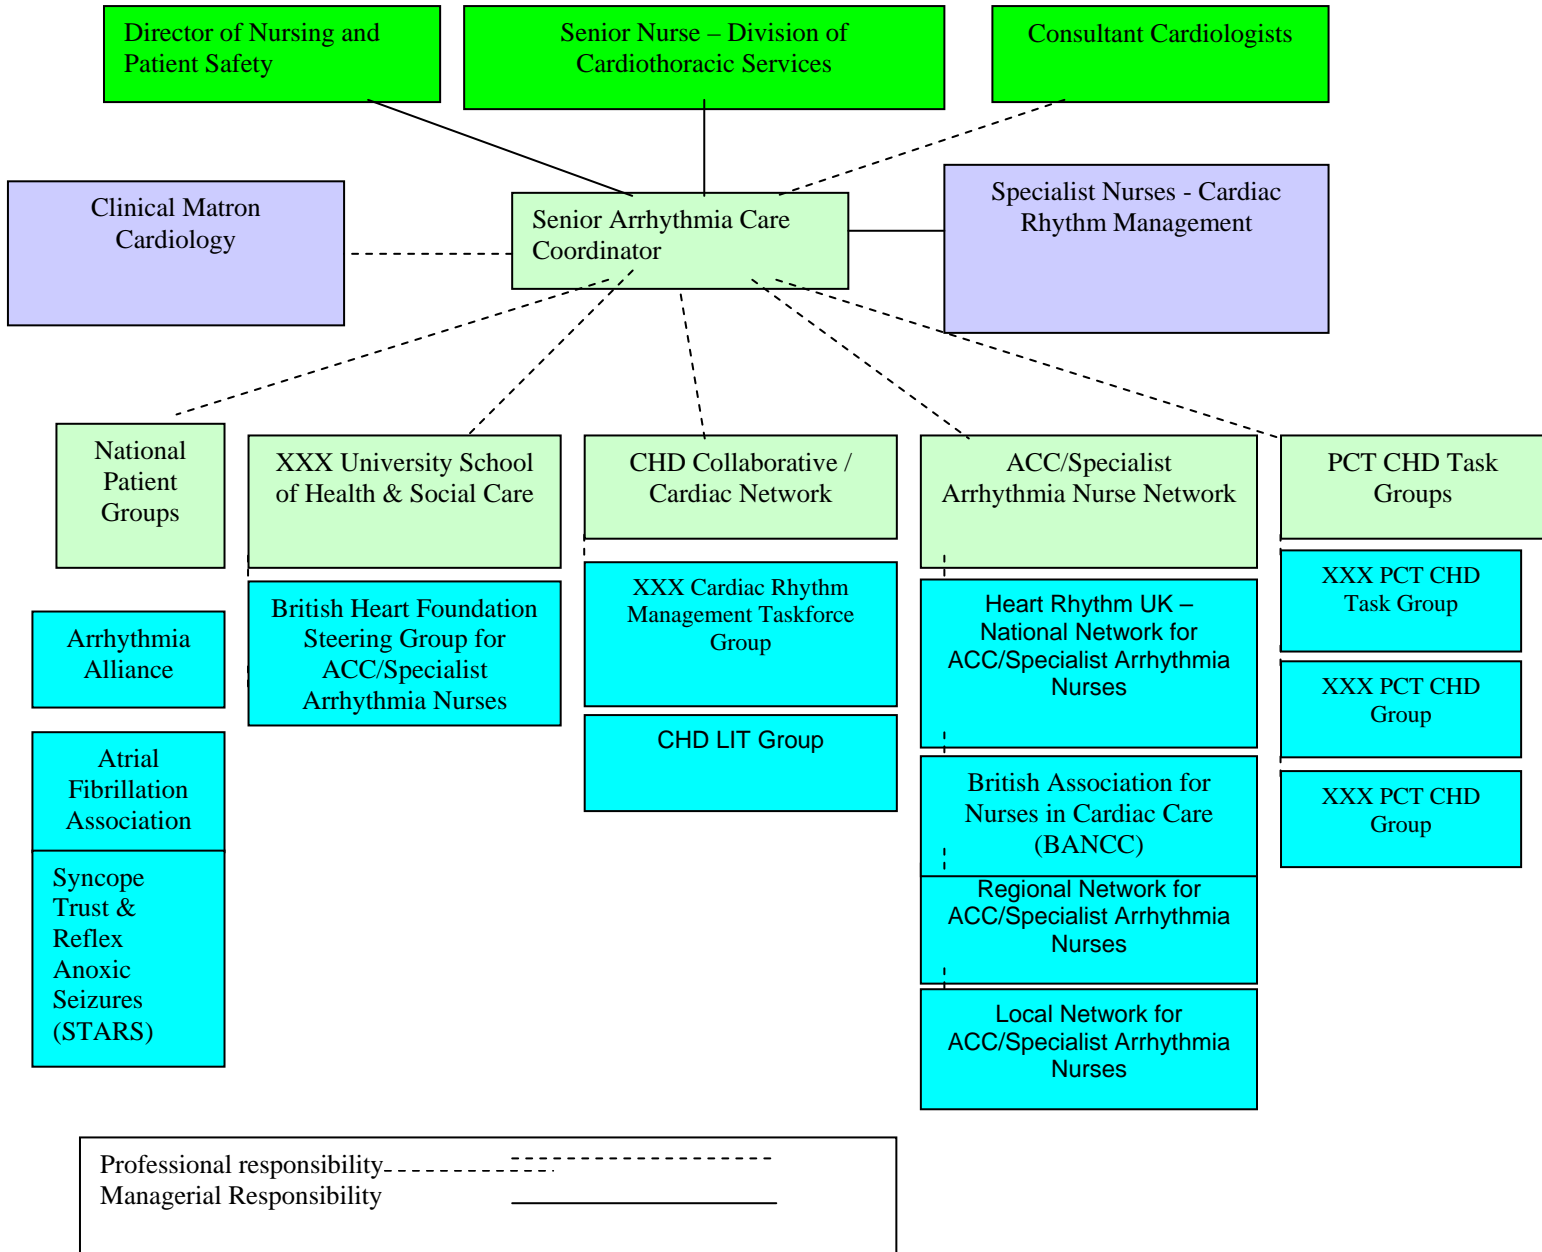 Director of Nursing and
Patient Safety
Senior Nurse – Division of
Cardiothoracic Services
Consultant Cardiologists
Clinical Matron
Cardiology
Senior Arrhythmia Care
Coordinator
Specialist Nurses - Cardiac
Rhythm Management
National
Patient
Groups
XXX University School
of Health & Social Care
CHD Collaborative /
Cardiac Network
ACC/Specialist
Arrhythmia Nurse Network
PCT CHD Task
Groups
Arrhythmia
Alliance
Atrial
Fibrillation
Association
Syncope
Trust &
Reflex
Anoxic
Seizures
(STARS)
British Heart Foundation
Steering Group for
ACC/Specialist
Arrhythmia Nurses
XXX Cardiac Rhythm
Management Taskforce
Group
CHD LIT Group
Heart Rhythm UK –
National Network for
ACC/Specialist Arrhythmia
Nurses
British Association for
Nurses in Cardiac Care
(BANCC)
Regional Network for
ACC/Specialist Arrhythmia
Nurses
Local Network for
ACC/Specialist Arrhythmia
Nurses
XXX PCT CHD
Task Group
XXX PCT CHD
Group
XXX PCT CHD
Group
Professional responsibility
Managerial Responsibility